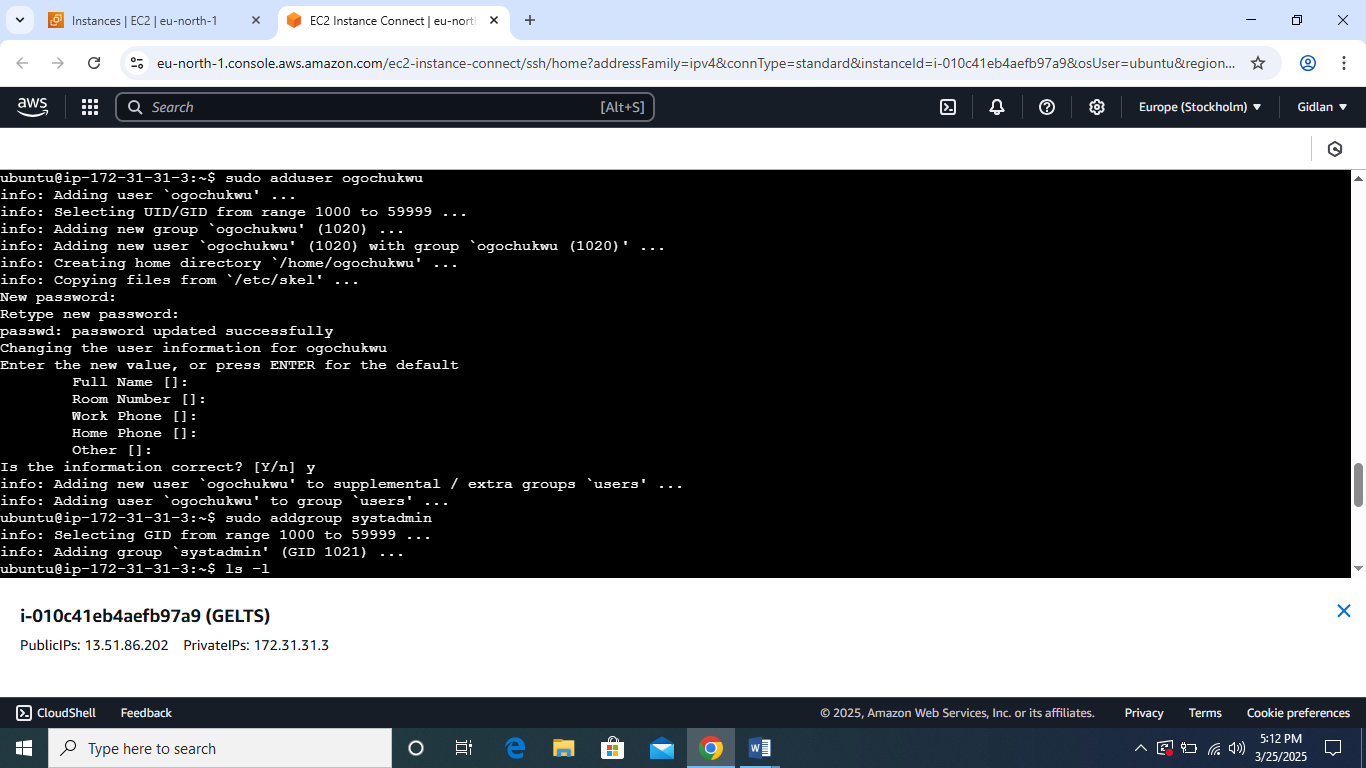 Instances | EC2 | eu-north-1
EC2 Instance Connect | eu-nort
eu-north-1.console.aws.amazon.com/ec2-instance-connect/ssh/home?addressFamily=ipv4&connType=standard&instanceId=i-010c41eb4aefb97a9&osUser=ubuntu&region...
aws
Search
[Alt+S]
Europe (Stockholm)
Gidlan
ubuntu@ip-172-31-31-3:~$ sudo adduser ogochukwu
info: Adding user `ogochukwu' ...
info: Selecting UID/GID from range 1000 to 59999 ...
info: Adding new group `ogochukwu' (1020) ...
info: Adding new user `ogochukwu' (1020) with group `ogochukwu (1020)' ...
info: Creating home directory `/home/ogochukwu' ...
info: Copying files from `/etc/skel' ...
New password:
Retype new password:
passwd: password updated successfully
Changing the user information for ogochukwu
Enter the new value, or press ENTER for the default
Full Name []:
Room Number []:
Work Phone []:
Home Phone []:
Other []:
Is the information correct? [Y/n] y
info: Adding new user `ogochukwu' to supplemental / extra groups `users' ...
info: Adding user `ogochukwu' to group `users' ...
ubuntu@ip-172-31-31-3:~$ sudo addgroup systadmin
info: Selecting GID from range 1000 to 59999 ...
info: Adding group `systadmin' (GID 1021) ...
ubuntu@ip-172-31-31-3:~$ ls -l
i-010c41eb4aefb97a9 (GELTS)
PublicIPs: 13.51.86.202 PrivateIPs: 172.31.31.3
CloudShell Feedback © 2025, Amazon Web Services, Inc. or its affiliates. Privacy Terms Cookie preferences
Type here to search
5:12 PM
3/25/2025